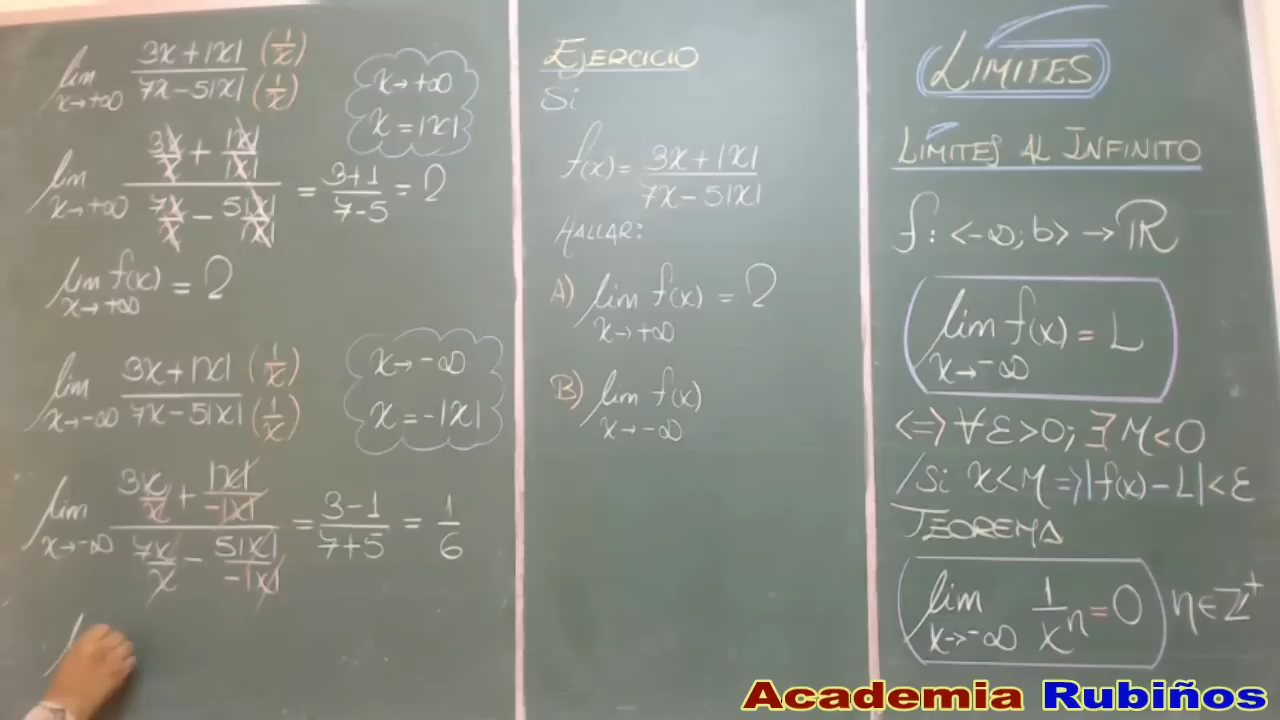 lim x→+∞ (3x+|x|)/(7x-5|x|) (1/x)/(1/x)
x→+∞
x=|x|
lim x→+∞ (3x/x + |x|/|x|)/(7x/x - 5|x|/|x|) = (3+1)/(7-5) = 2
lim x→+∞ f(x) = 2
lim x→-∞ (3x+|x|)/(7x-5|x|) (1/x)/(1/x)
x→-∞
x=-|x|
lim x→-∞ (3x/x + |x|/-|x|)/(7x/x - 5|x|/-|x|) = (3-1)/(7+5) = 1/6
EJERCICIO
Si
f(x) = (3x+|x|)/(7x-5|x|)
HALLAR:
A) lim x→+∞ f(x) = 2
B) lim x→-∞ f(x)
LÍMITES
LÍMITES AL INFINITO
f: <-∞; b> → ℝ
lim x→-∞ f(x) = L
<=> ∀ε>0; ∃M<0
/Si x<M ⇒ |f(x)-L|<ε
TEOREMA
lim x→-∞ 1/xⁿ = 0 n∈ℤ⁺
Academia Rubiños